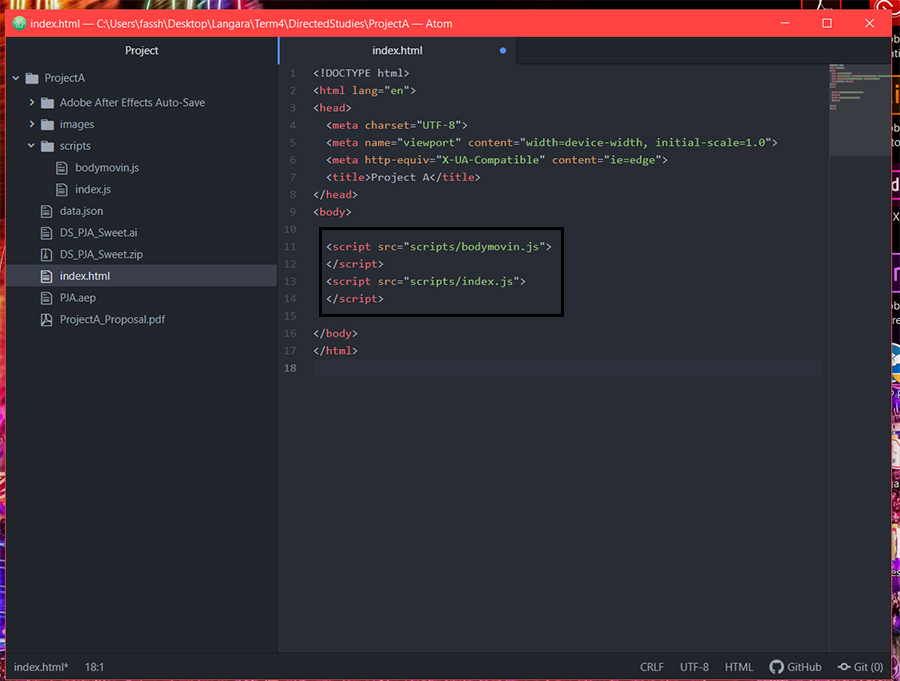 index.html — C:\Users\fassh\Desktop\Langara\Term4\DirectedStudies\ProjectA — Atom
Project
index.html
ProjectA
Adobe After Effects Auto-Save
images
scripts
bodymovin.js
index.js
data.json
DS_PJA_Sweet.ai
DS_PJA_Sweet.zip
index.html
PJA.aep
ProjectA_Proposal.pdf
1 <!DOCTYPE html>
2 <html lang="en">
3 <head>
4 <meta charset="UTF-8">
5 <meta name="viewport" content="width=device-width, initial-scale=1.0">
6 <meta http-equiv="X-UA-Compatible" content="ie=edge">
7 <title>Project A</title>
8 </head>
9 <body>
10
11 <script src="scripts/bodymovin.js">
12 </script>
13 <script src="scripts/index.js">
14 </script>
15
16 </body>
17 </html>
18
index.html* 18:1 CRLF UTF-8 HTML GitHub Git (0)